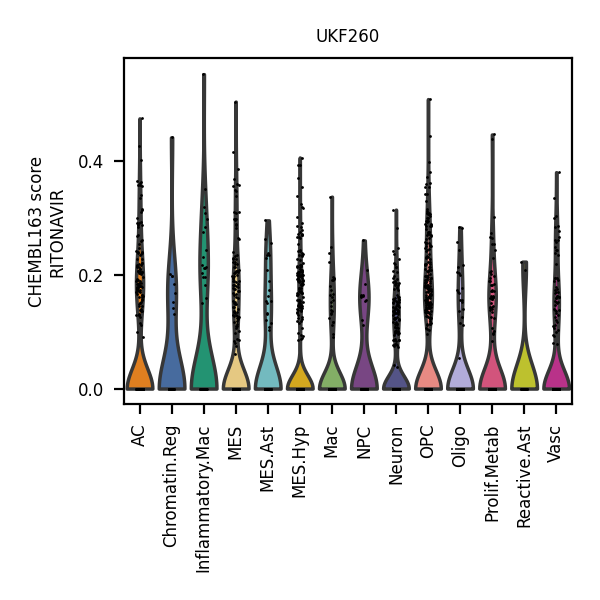 UKF260
CHEMBL163 score
RITONAVIR
0.4
0.2
0.0
AC
Chromatin.Reg
Inflammatory.Mac
MES
MES.Ast
MES.Hyp
Mac
NPC
Neuron
OPC
Oligo
Prolif.Metab
Reactive.Ast
Vasc